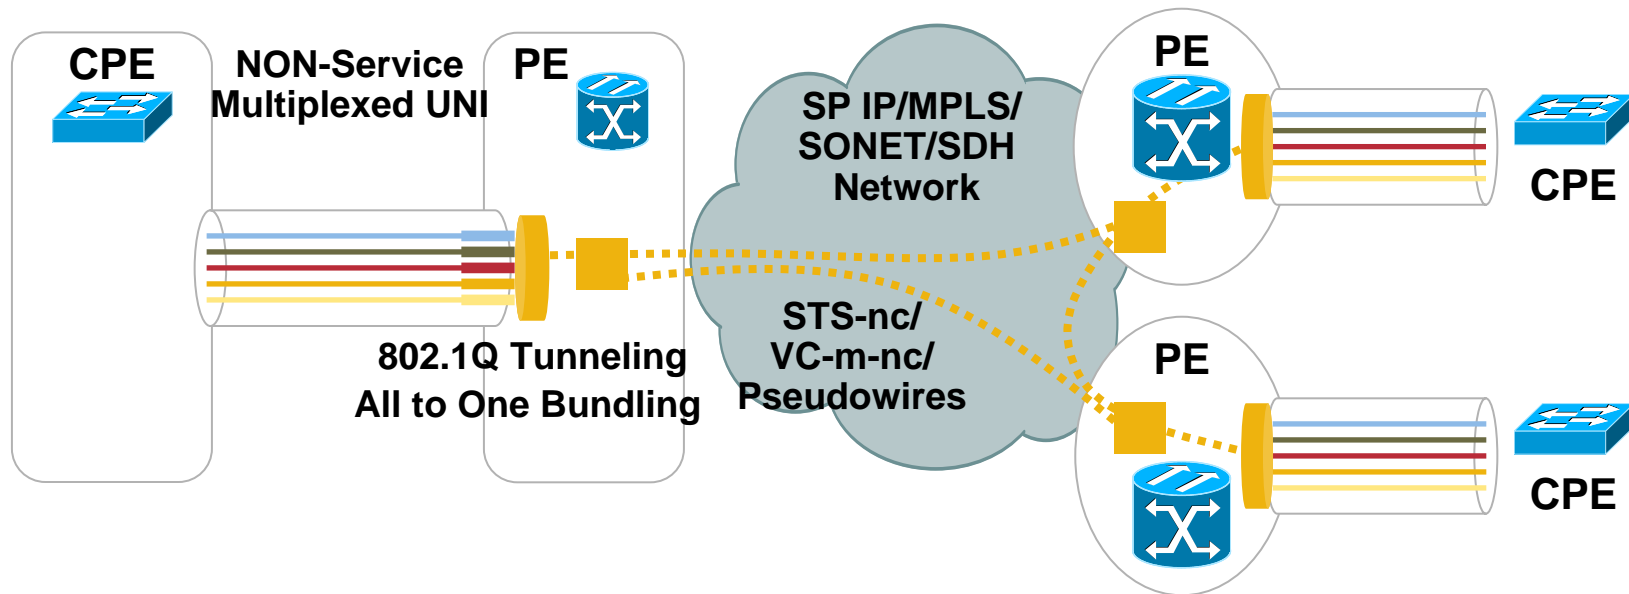 CPE
NON-Service
Multiplexed UNI
PE
802.1Q Tunneling
All to One Bundling
SP IP/MPLS/
SONET/SDH
Network
STS-nc/
VC-m-nc/
Pseudowires
PE
CPE
PE
CPE